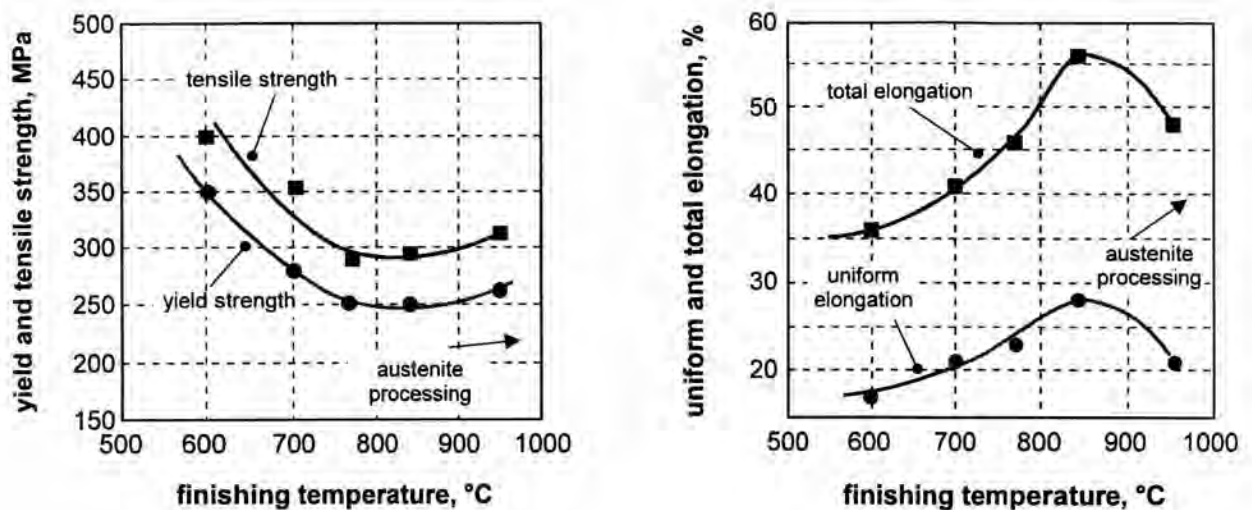 yield and tensile strength, MPa
500
450
400
350
300
250
200
150
tensile strength
yield strength
austenite
processing
500
600
700
800
900
1000
finishing temperature, °C
uniform and total elongation, %
60
50
40
30
20
total elongation
uniform
elongation
austenite
processing
500
600
700
800
900
1000
finishing temperature, °C